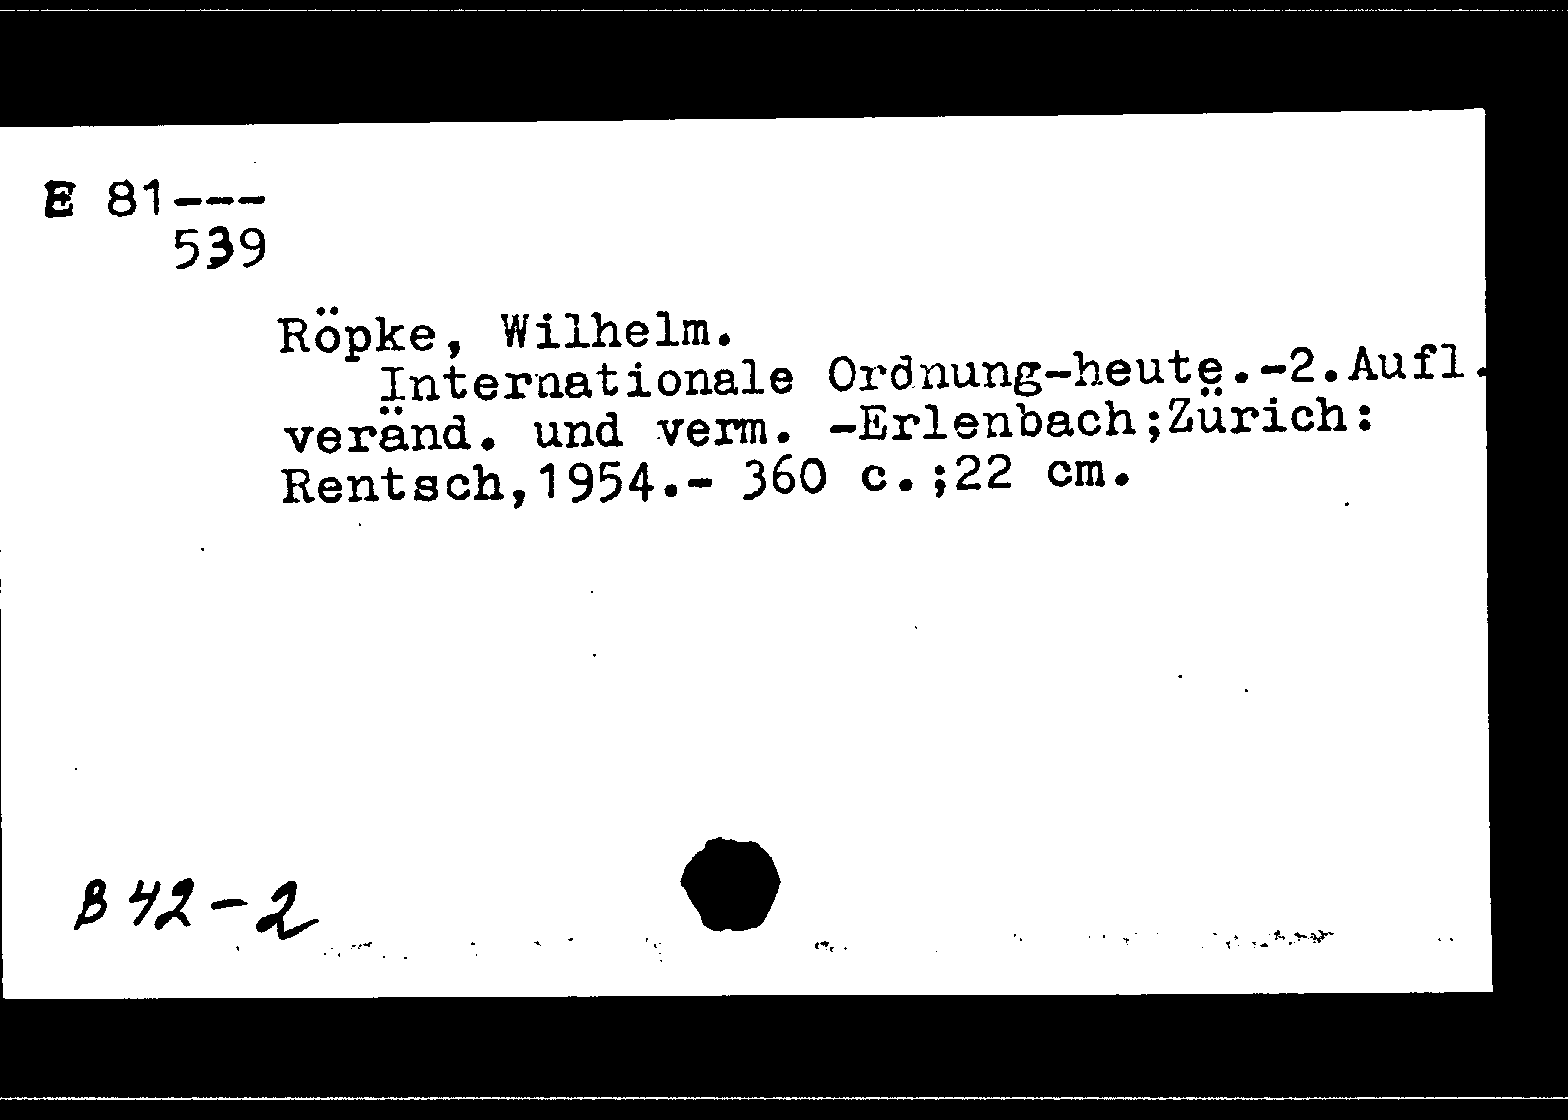 E 81---
539
Röpke, Wilhelm.
Internationale Ordnung-heute.-2.Aufl.
veränd. und verm. -Erlenbach;Zürich:
Rentsch,1954.- 360 c.;22 cm.
B 42-2